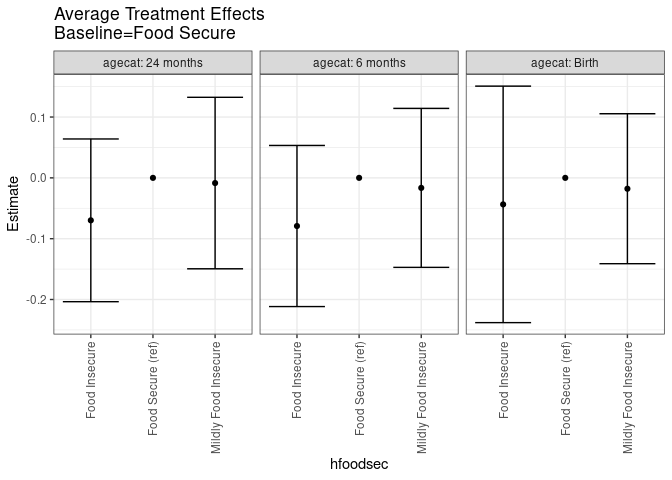 Average Treatment Effects
Baseline=Food Secure
agecat: 24 months
agecat: 6 months
agecat: Birth
Estimate
0.1
0.0
-0.1
-0.2
Food Insecure
Food Secure (ref)
Mildly Food Insecure
Food Insecure
Food Secure (ref)
Mildly Food Insecure
Food Insecure
Food Secure (ref)
Mildly Food Insecure
hfoodsec